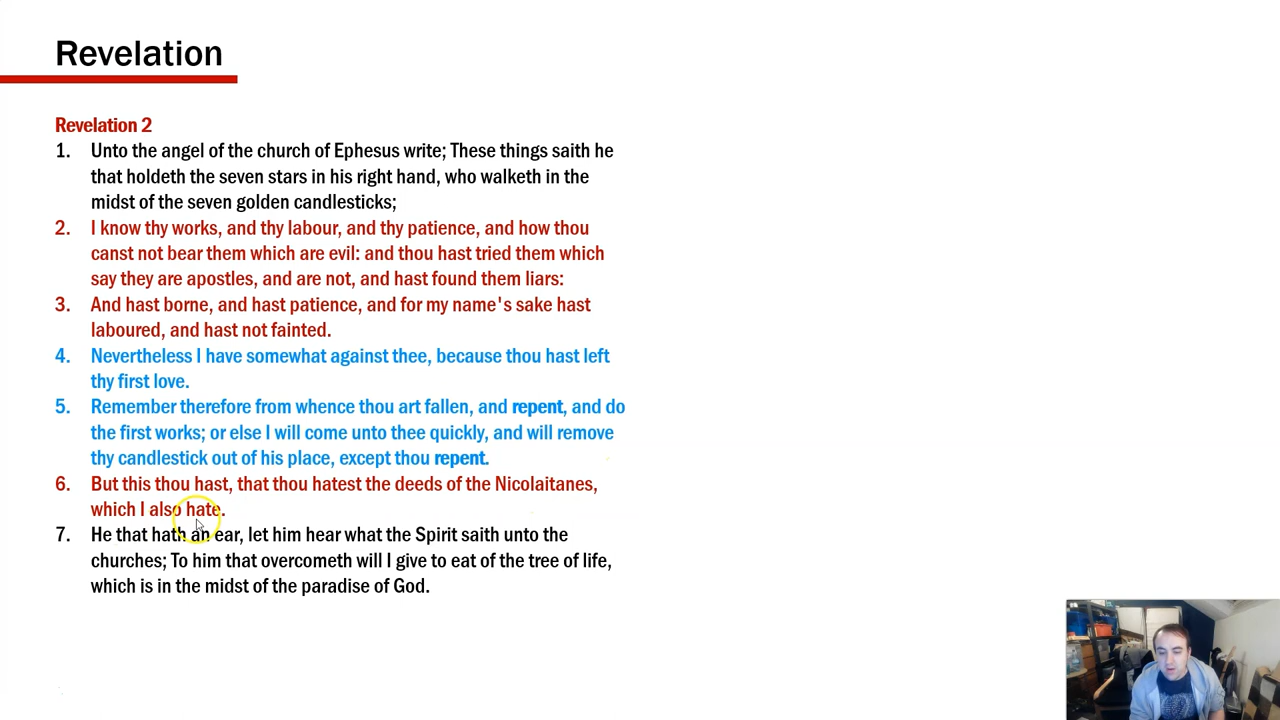 Revelation
Revelation 2
1. Unto the angel of the church of Ephesus write; These things saith he
that holdeth the seven stars in his right hand, who walketh in the
midst of the seven golden candlesticks;
2. I know thy works, and thy labour, and thy patience, and how thou
canst not bear them which are evil: and thou hast tried them which
say they are apostles, and are not, and hast found them liars:
3. And hast borne, and hast patience, and for my name's sake hast
laboured, and hast not fainted.
4. Nevertheless I have somewhat against thee, because thou hast left
thy first love.
5. Remember therefore from whence thou art fallen, and repent, and do
the first works; or else I will come unto thee quickly, and will remove
thy candlestick out of his place, except thou repent.
6. But this thou hast, that thou hatest the deeds of the Nicolaitanes,
which I also hate.
7. He that hath an ear, let him hear what the Spirit saith unto the
churches; To him that overcometh will I give to eat of the tree of life,
which is in the midst of the paradise of God.